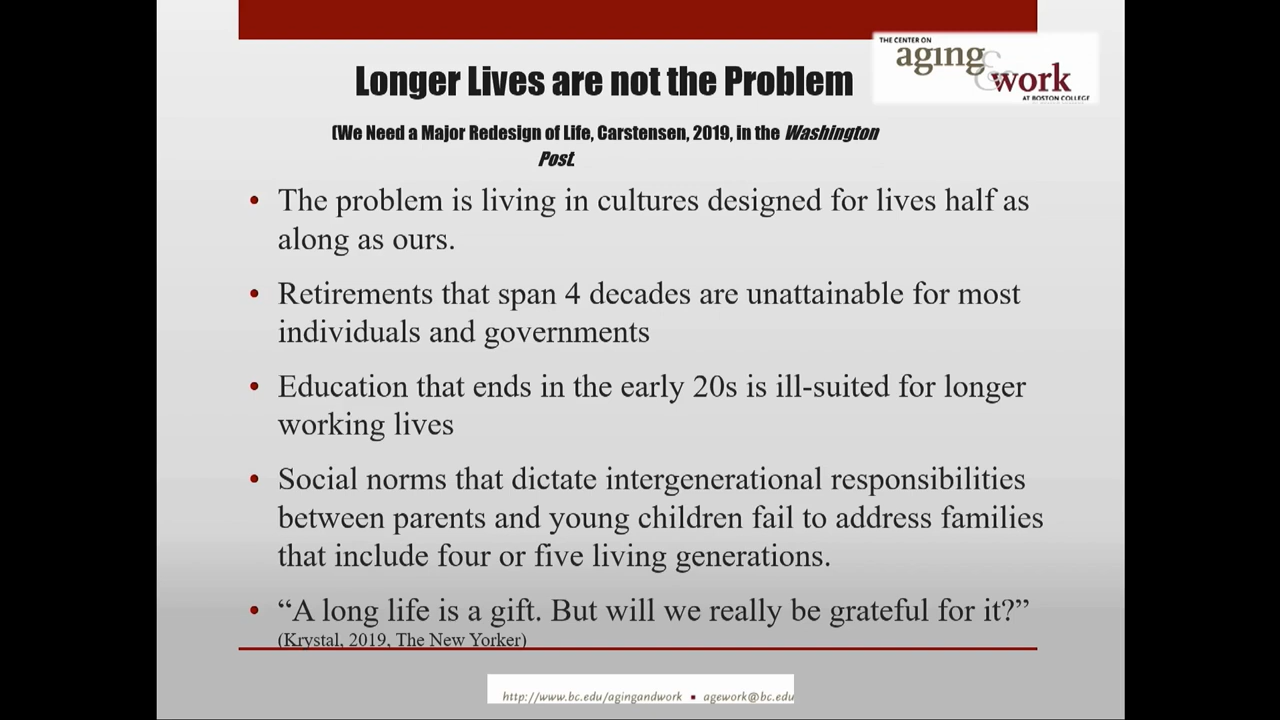 THE CENTER ON
aging & work
AT BOSTON COLLEGE
Longer Lives are not the Problem
(We Need a Major Redesign of Life, Carstensen, 2019, in the Washington
Post.
• The problem is living in cultures designed for lives half as
along as ours.
• Retirements that span 4 decades are unattainable for most
individuals and governments
• Education that ends in the early 20s is ill-suited for longer
working lives
• Social norms that dictate intergenerational responsibilities
between parents and young children fail to address families
that include four or five living generations.
• “A long life is a gift. But will we really be grateful for it?”
(Krystal, 2019, The New Yorker)
http://www.bc.edu/agingandwork ▪ agework@bc.edu